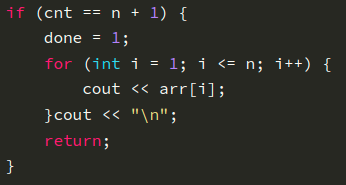 if (cnt == n + 1) {
    done = 1;
    for (int i = 1; i <= n; i++) {
        cout << arr[i];
    }cout << "\n";
    return;
}